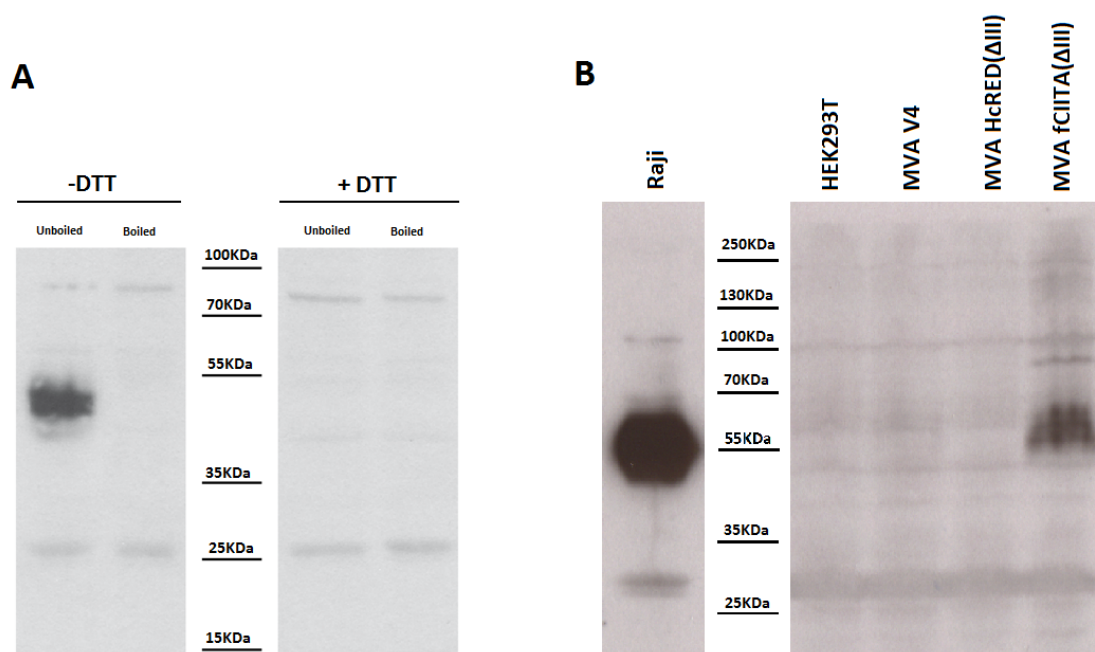 A
-DTT
+ DTT
Unboiled
Boiled
Unboiled
Boiled
100KDa
70KDa
55KDa
35KDa
25KDa
15KDa
B
Raji
HEK293T
MVA V4
MVA HcRED(ΔIII)
MVA fCIITA(ΔIII)
250KDa
130KDa
100KDa
70KDa
55KDa
35KDa
25KDa